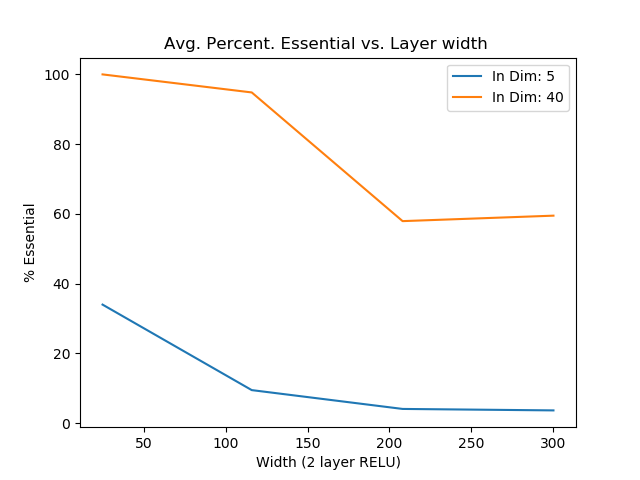 Avg. Percent. Essential vs. Layer width
In Dim: 5
In Dim: 40
100
80
60
40
20
0
% Essential
50 100 150 200 250 300
Width (2 layer RELU)